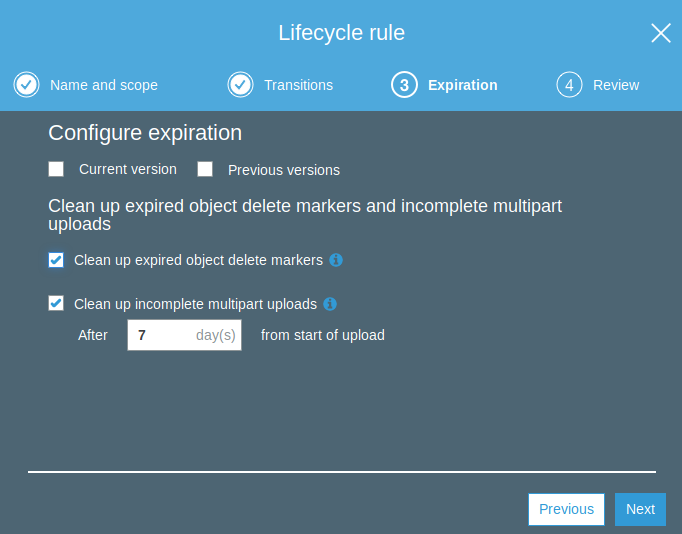 Lifecycle rule
Name and scope
Transitions
3 Expiration
4 Review
Configure expiration
Current version
Previous versions
Clean up expired object delete markers and incomplete multipart
uploads
Clean up expired object delete markers i
Clean up incomplete multipart uploads i
After 7 day(s) from start of upload
Previous
Next